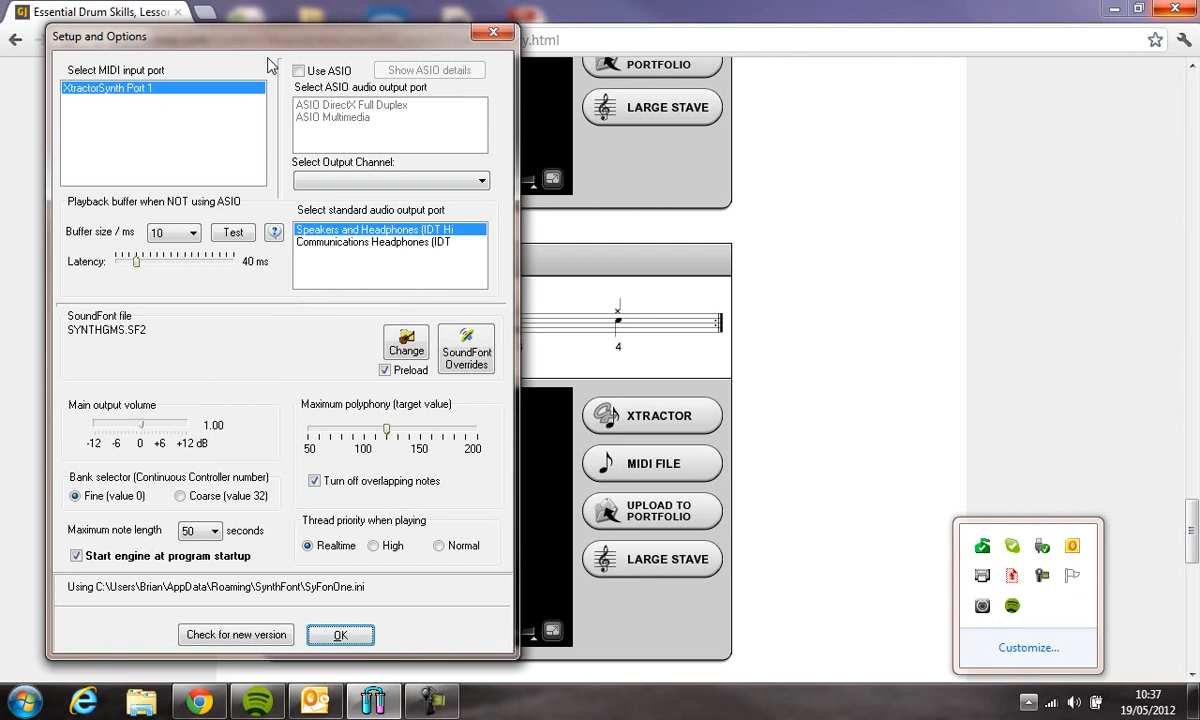 Essential Drum Skills, Lesso
y.html
Setup and Options
Select MIDI input port
XtractorSynth Port 1
Use ASIO
Show ASIO details
Select ASIO audio output port
ASIO DirectX Full Duplex
ASIO Multimedia
Select Output Channel:
Playback buffer when NOT using ASIO
Buffer size / ms
10
Test
Latency:
40 ms
Select standard audio output port
Speakers and Headphones (IDT Hi
Communications Headphones (IDT
SoundFont file
SYNTHGMS.SF2
Change
Preload
SoundFont
Overrides
Main output volume
1.00
-12 -6 0 +6 +12 dB
Maximum polyphony (target value)
50 100 150 200
Bank selector (Continuous Controller number)
Fine (value 0)
Coarse (value 32)
Turn off overlapping notes
Maximum note length
50
seconds
Thread priority when playing
Realtime
High
Normal
Start engine at program startup
Using C:\Users\Brian\AppData\Roaming\SynthFont\SyFonOne.ini
Check for new version
OK
PORTFOLIO
LARGE STAVE
4
XTRACTOR
MIDI FILE
UPLOAD TO
PORTFOLIO
LARGE STAVE
Customize...
10:37
19/05/2012